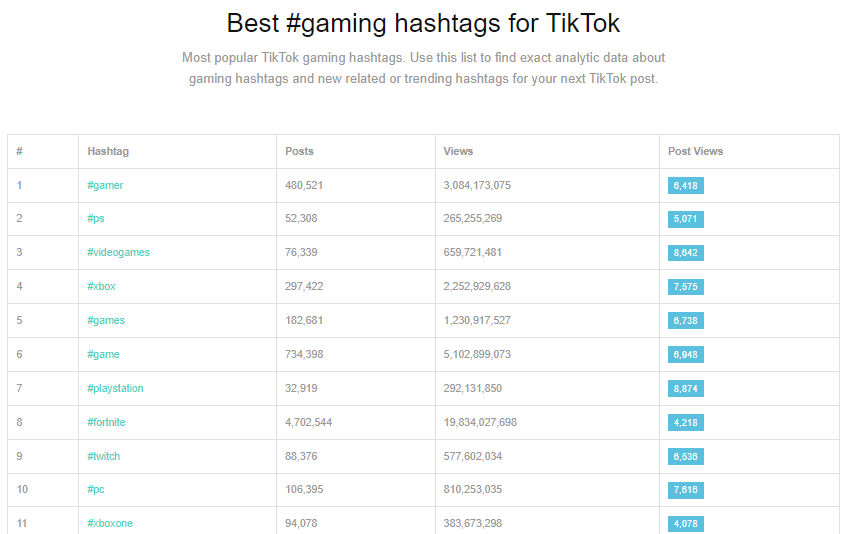 Best #gaming hashtags for TikTok
Most popular TikTok gaming hashtags. Use this list to find exact analytic data about
gaming hashtags and new related or trending hashtags for your next TikTok post.
# Hashtag Posts Views Post Views
1 #gamer 480,521 3,084,173,075 6,418
2 #ps 52,308 265,255,269 5,071
3 #videogames 76,339 659,721,481 8,642
4 #xbox 297,422 2,252,929,628 7,575
5 #games 182,681 1,230,917,527 6,738
6 #game 734,398 5,102,899,073 6,948
7 #playstation 32,919 292,131,850 8,874
8 #fortnite 4,702,544 19,834,027,698 4,218
9 #twitch 88,376 577,602,034 6,536
10 #pc 106,395 810,253,035 7,616
11 #xboxone 94,078 383,673,298 4,078